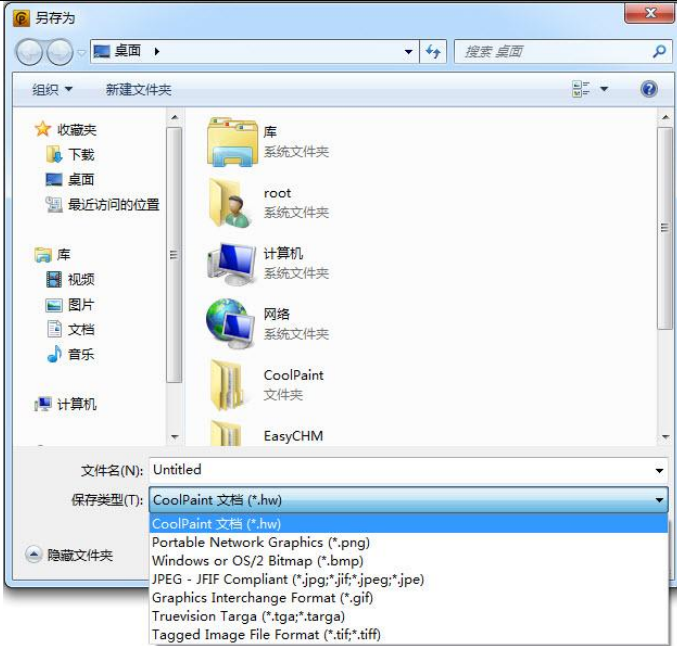 另存为
桌面
搜索 桌面
组织
新建文件夹
收藏夹
下载
桌面
最近访问的位置
库
视频
图片
文档
音乐
计算机
库
系统文件夹
root
系统文件夹
计算机
系统文件夹
网络
系统文件夹
CoolPaint
文件夹
EasyCHM
文件名(N): Untitled
保存类型(T): CoolPaint 文档 (*.hw)
CoolPaint 文档 (*.hw)
Portable Network Graphics (*.png)
Windows or OS/2 Bitmap (*.bmp)
JPEG - JFIF Compliant (*.jpg;*.jif;*.jpeg;*.jpe)
Graphics Interchange Format (*.gif)
Truevision Targa (*.tga;*.targa)
Tagged Image File Format (*.tif;*.tiff)
隐藏文件夹